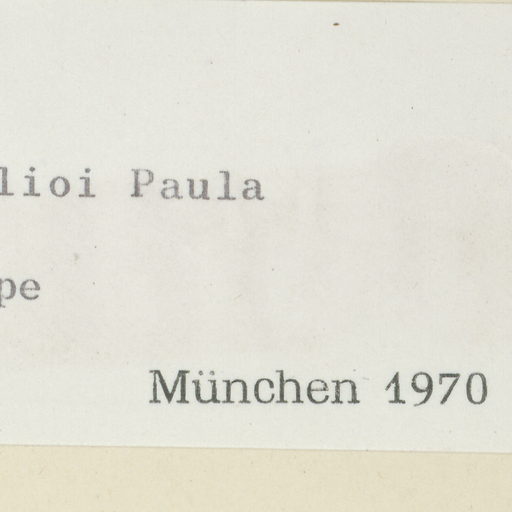 lioi Paula
pe
München 1970